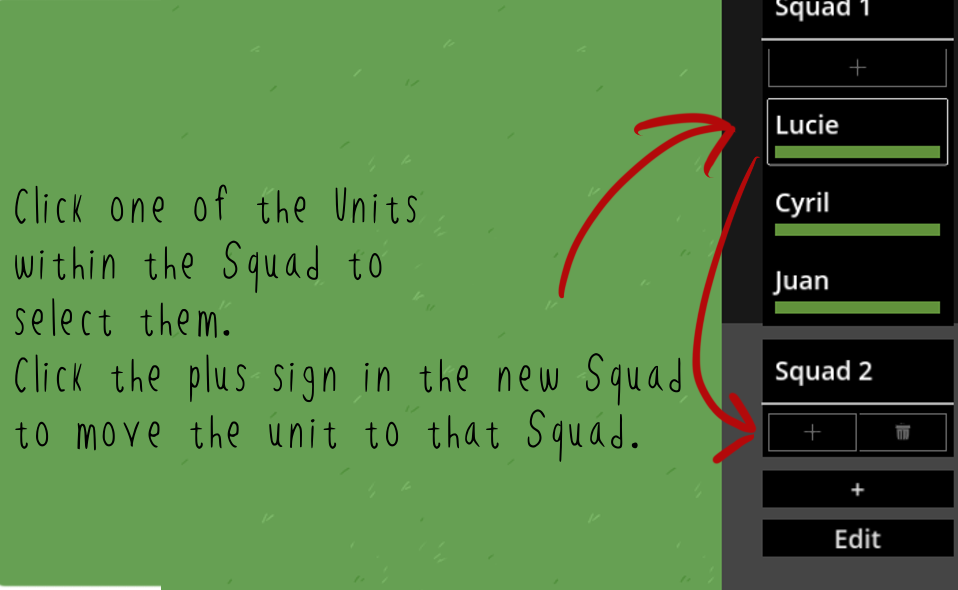 Squad 1
+
Lucie
Cyril
Juan
Click one of the Units
within the Squad to
select them.
Click the plus sign in the new Squad
to move the unit to that Squad.
Squad 2
+
+
Edit